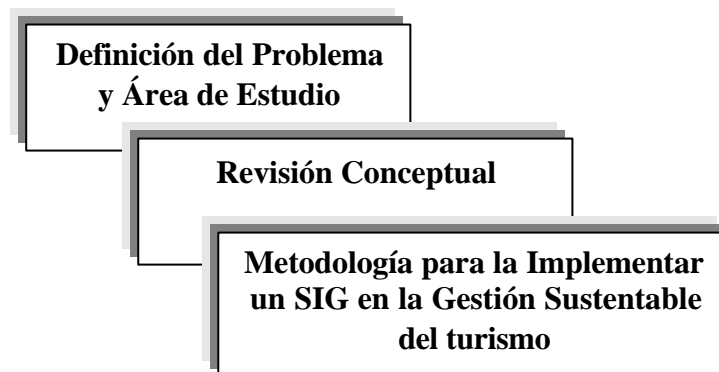 Definición del Problema
y Área de Estudio
Revisión Conceptual
Metodología para la Implementar
un SIG en la Gestión Sustentable
del turismo